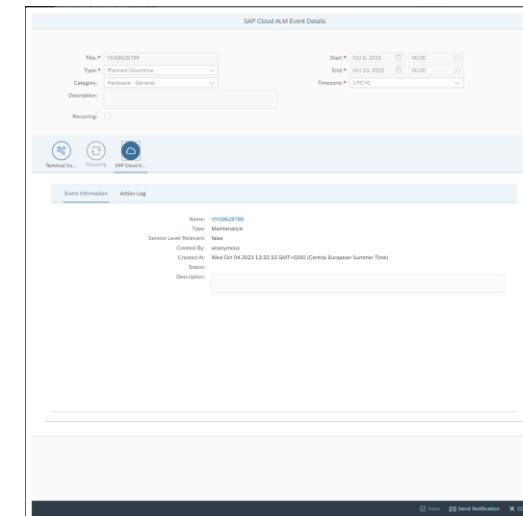 SAP Cloud ALM Event Details
Title:* VNS8628788 Start:* Oct 6, 2023 00:00
Type:* Planned Downtime End:* Oct 10, 2023 00:00
Category: Hardware - General Timezone:* UTC+0
Description:
Recurring:
Technical Co... Recurring SAP Cloud A...
Event Information Action Log
Name: VNS8628788
Type: Maintenance
Service Level Relevant: false
Created By: anonymous
Created At: Wed Oct 04 2023 13:32:33 GMT+0200 (Central European Summer Time)
Status:
Description:
Save Send Notification